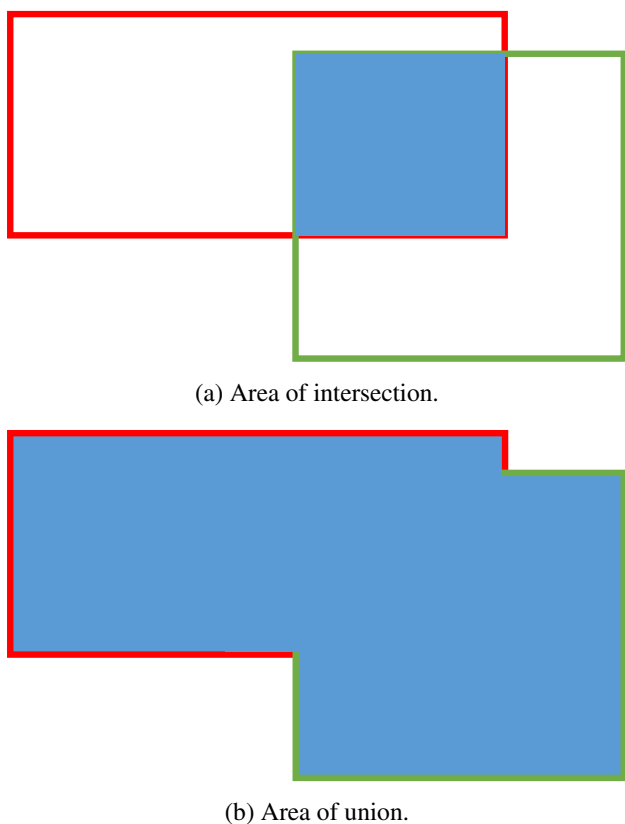 (a) Area of intersection.
(b) Area of union.